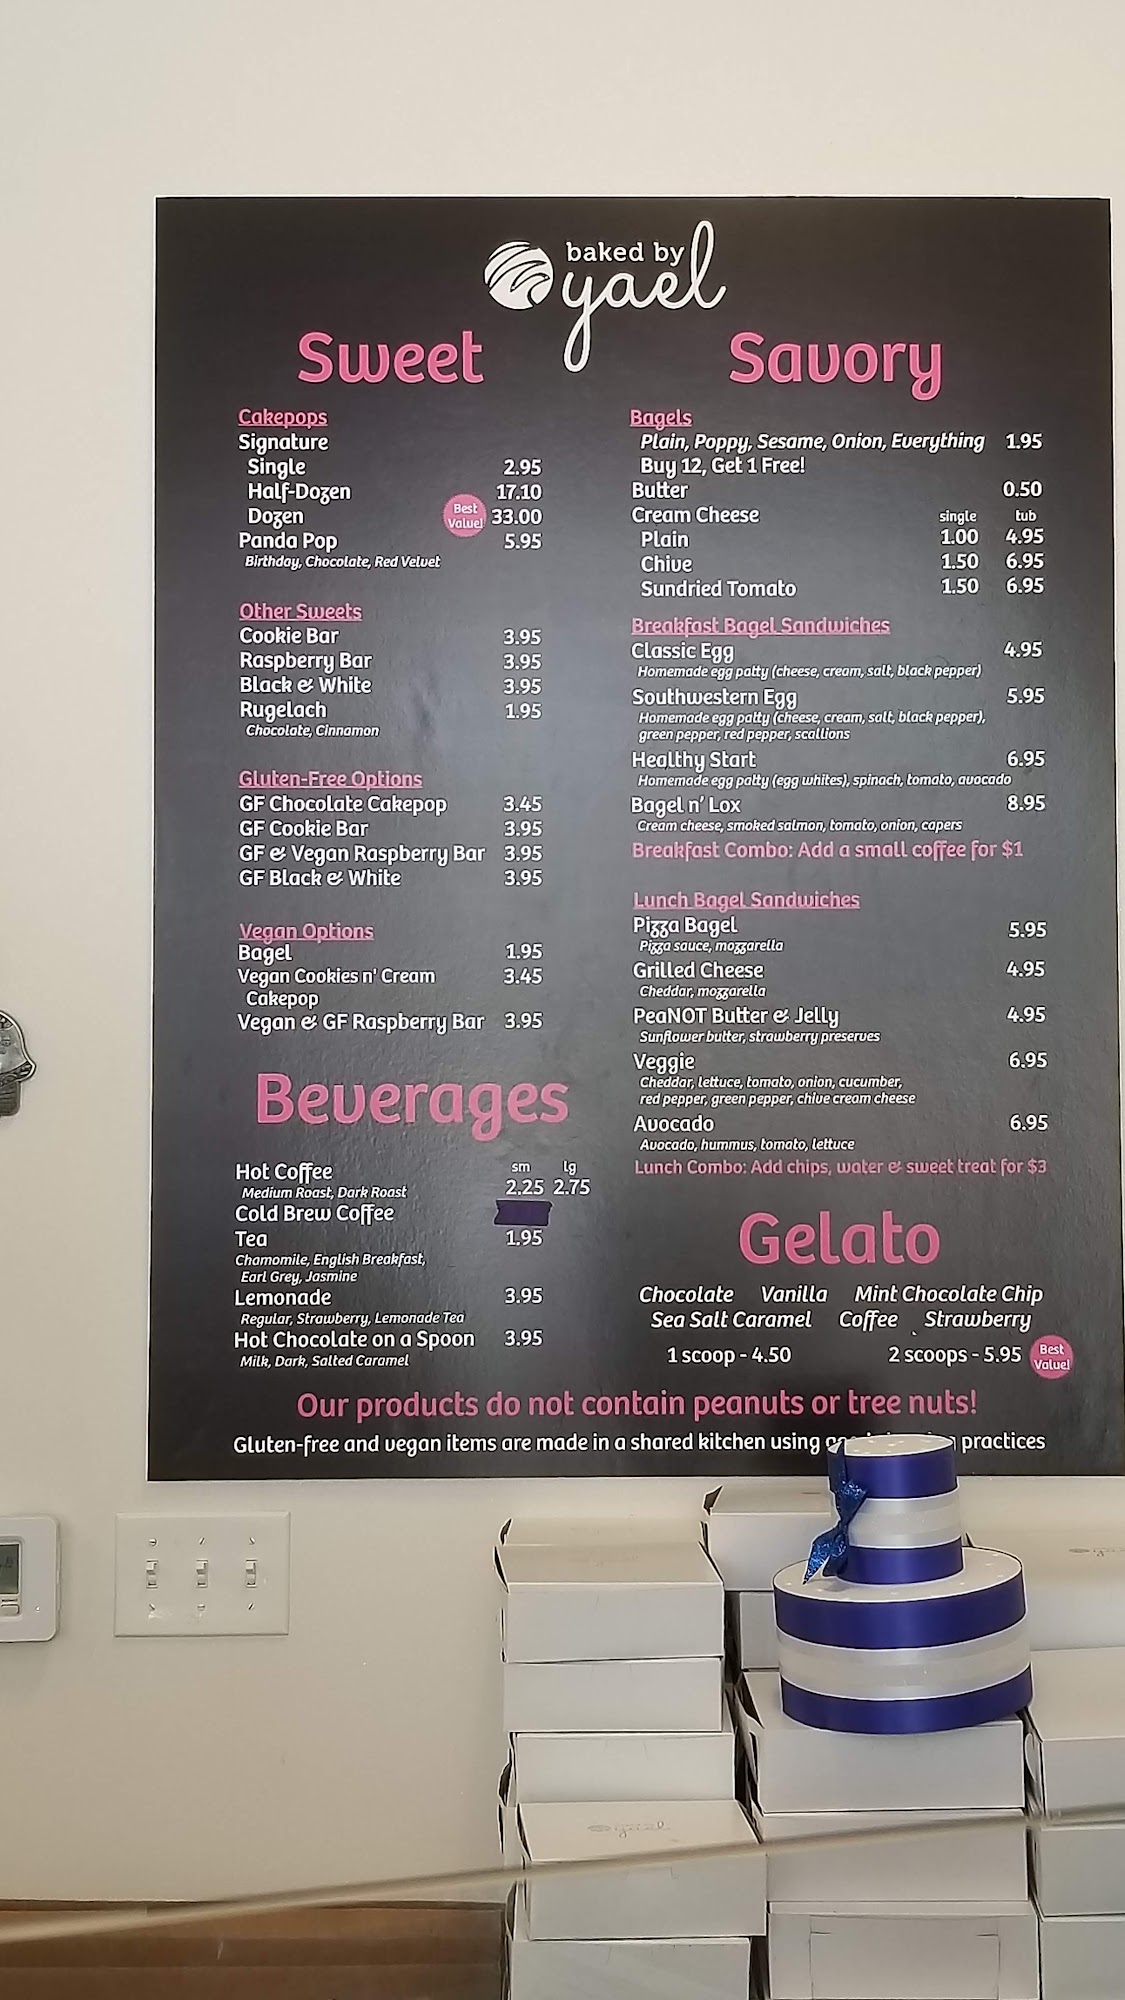 baked by
yael
Sweet
Cakepops
Signature
Single 2.95
Half-Dozen 17.10
Dozen Best Value! 33.00
Panda Pop 5.95
Birthday, Chocolate, Red Velvet
Other Sweets
Cookie Bar 3.95
Raspberry Bar 3.95
Black & White 3.95
Rugelach 1.95
Chocolate, Cinnamon
Gluten-Free Options
GF Chocolate Cakepop 3.45
GF Cookie Bar 3.95
GF & Vegan Raspberry Bar 3.95
GF Black & White 3.95
Vegan Options
Bagel 1.95
Vegan Cookies n' Cream 3.45
Cakepop
Vegan & GF Raspberry Bar 3.95
Beverages
sm lg
Hot Coffee 2.25 2.75
Medium Roast, Dark Roast
Cold Brew Coffee
Tea 1.95
Chamomile, English Breakfast,
Earl Grey, Jasmine
Lemonade 3.95
Regular, Strawberry, Lemonade Tea
Hot Chocolate on a Spoon 3.95
Milk, Dark, Salted Caramel
Savory
Bagels
Plain, Poppy, Sesame, Onion, Everything 1.95
Buy 12, Get 1 Free!
Butter 0.50
Cream Cheese single tub
Plain 1.00 4.95
Chive 1.50 6.95
Sundried Tomato 1.50 6.95
Breakfast Bagel Sandwiches
Classic Egg 4.95
Homemade egg patty (cheese, cream, salt, black pepper)
Southwestern Egg 5.95
Homemade egg patty (cheese, cream, salt, black pepper),
green pepper, red pepper, scallions
Healthy Start 6.95
Homemade egg patty (egg whites), spinach, tomato, avocado
Bagel n' Lox 8.95
Cream cheese, smoked salmon, tomato, onion, capers
Breakfast Combo: Add a small coffee for $1
Lunch Bagel Sandwiches
Pizza Bagel 5.95
Pizza sauce, mozzarella
Grilled Cheese 4.95
Cheddar, mozzarella
PeaNOT Butter & Jelly 4.95
Sunflower butter, strawberry preserves
Veggie 6.95
Cheddar, lettuce, tomato, onion, cucumber,
red pepper, green pepper, chive cream cheese
Avocado 6.95
Avocado, hummus, tomato, lettuce
Lunch Combo: Add chips, water & sweet treat for $3
Gelato
Chocolate Vanilla Mint Chocolate Chip
Sea Salt Caramel Coffee Strawberry
1 scoop - 4.50 2 scoops - 5.95 Best Value!
Our products do not contain peanuts or tree nuts!
Gluten-free and vegan items are made in a shared kitchen using practices
yael